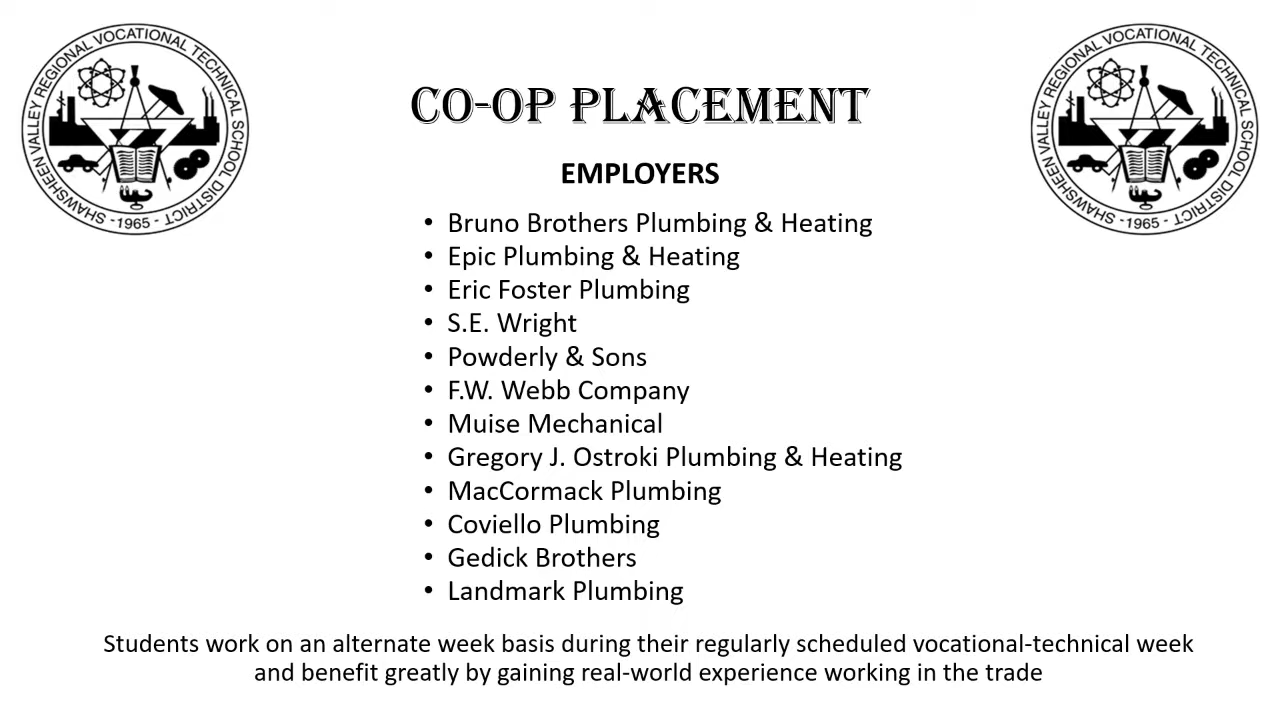 SHAWSHEEN VALLEY REGIONAL VOCATIONAL TECHNICAL SCHOOL DISTRICT
-1965-
SHAWSHEEN VALLEY REGIONAL VOCATIONAL TECHNICAL SCHOOL DISTRICT
-1965-
CO-OP PLACEMENT
EMPLOYERS
• Bruno Brothers Plumbing & Heating
• Epic Plumbing & Heating
• Eric Foster Plumbing
• S.E. Wright
• Powderly & Sons
• F.W. Webb Company
• Muise Mechanical
• Gregory J. Ostroki Plumbing & Heating
• MacCormack Plumbing
• Coviello Plumbing
• Gedick Brothers
• Landmark Plumbing
Students work on an alternate week basis during their regularly scheduled vocational-technical week
and benefit greatly by gaining real-world experience working in the trade